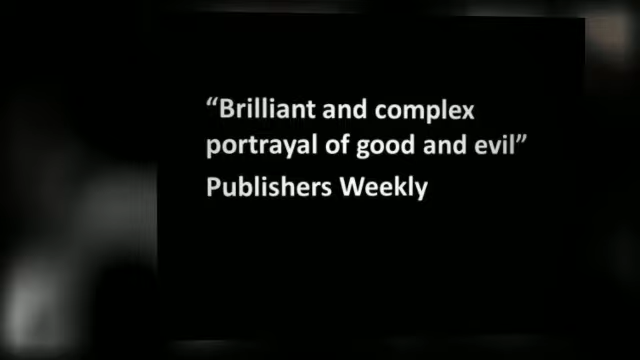 “Brilliant and complex
portrayal of good and evil”
Publishers Weekly